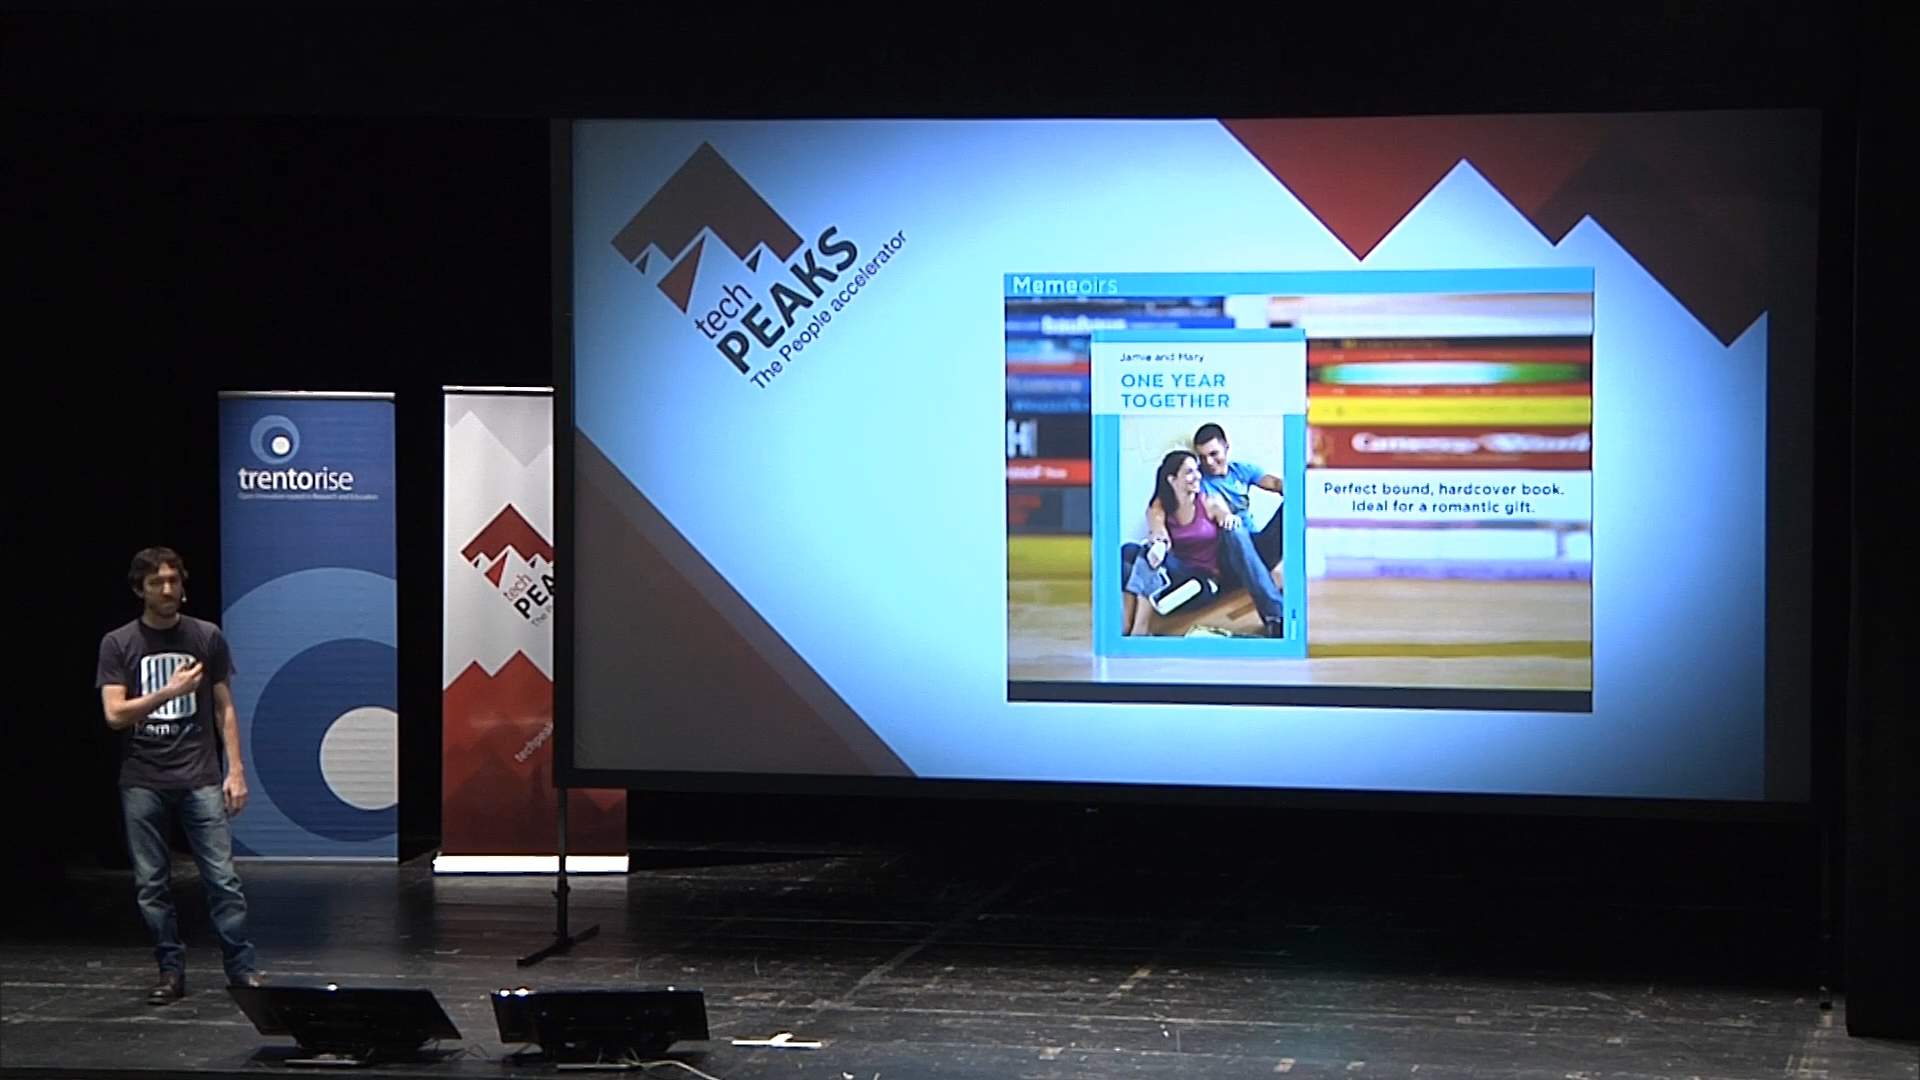 trentorise
tech
PEA
tech
PEAKS
The People accelerator
Memeoirs
Jamie and Mary
ONE YEAR
TOGETHER
Perfect bound, hardcover book.
Ideal for a romantic gift.